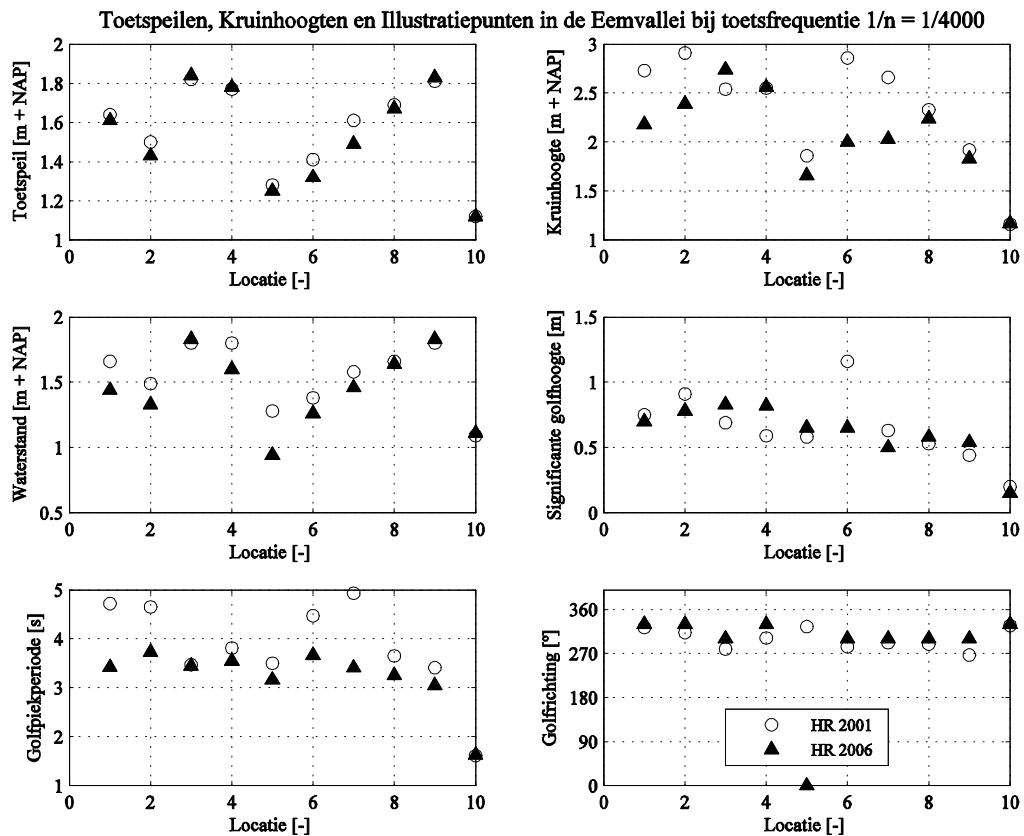 Toetspeilen, Kruinhoogten en Illustratiepunten in de Eemvallei bij toetsfrequentie 1/n = 1/4000
Toetspeil [m + NAP]
2
1.8
1.6
1.4
1.2
1
0 2 4 6 8 10
Locatie [-]
Kruinhoogte [m + NAP]
3
2.5
2
1.5
1
0 2 4 6 8 10
Locatie [-]
Waterstand [m + NAP]
2
1.5
1
0.5
0 2 4 6 8 10
Locatie [-]
Significante golfhoogte [m]
1.5
1
0.5
0
0 2 4 6 8 10
Locatie [-]
Golfpiekperiode [s]
5
4
3
2
1
0 2 4 6 8 10
Locatie [-]
Golfrichting [°]
360
270
180
90
0
0 2 4 6 8 10
Locatie [-]
HR 2001
HR 2006